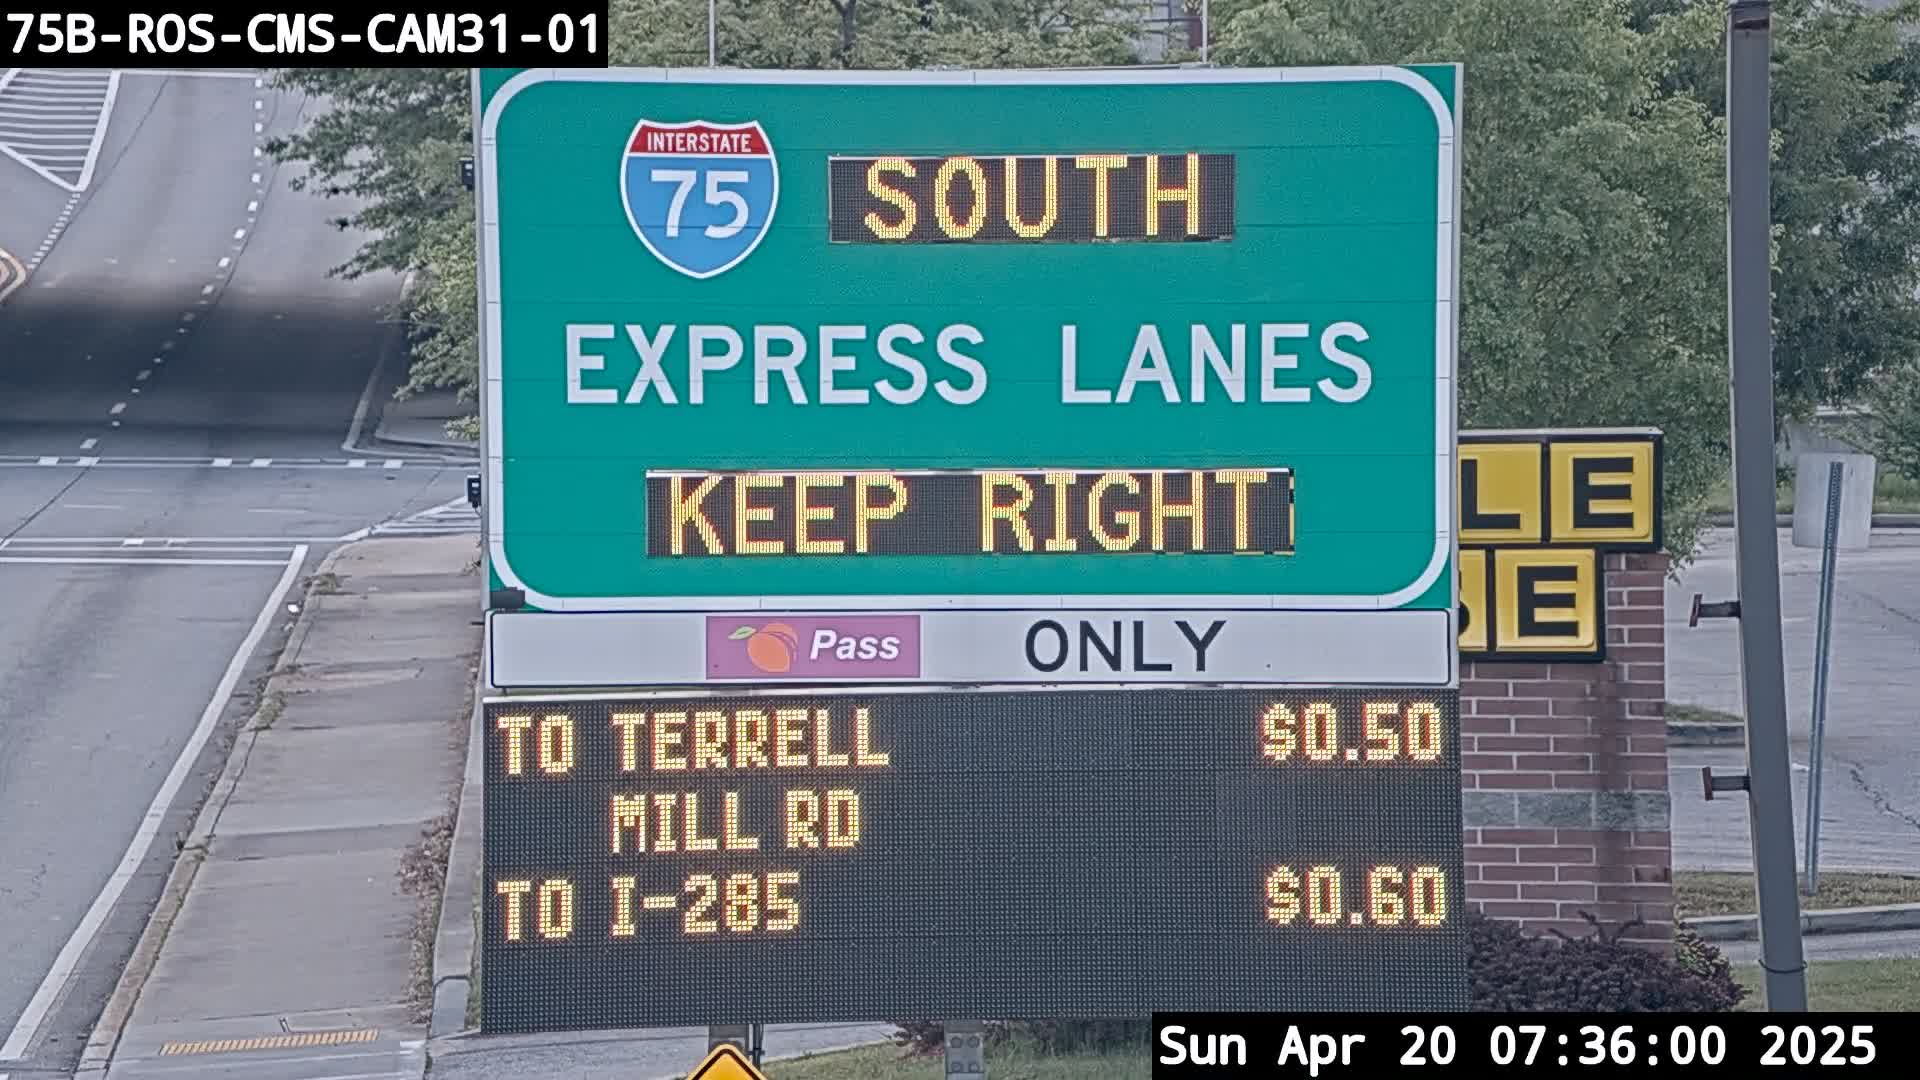 75B-ROS-CMS-CAM31-01
INTERSTATE
75
SOUTH
EXPRESS LANES
KEEP RIGHT
Pass ONLY
TO TERRELL $0.50
MILL RD
TO I-285 $0.60
LE
E
Sun Apr 20 07:36:00 2025